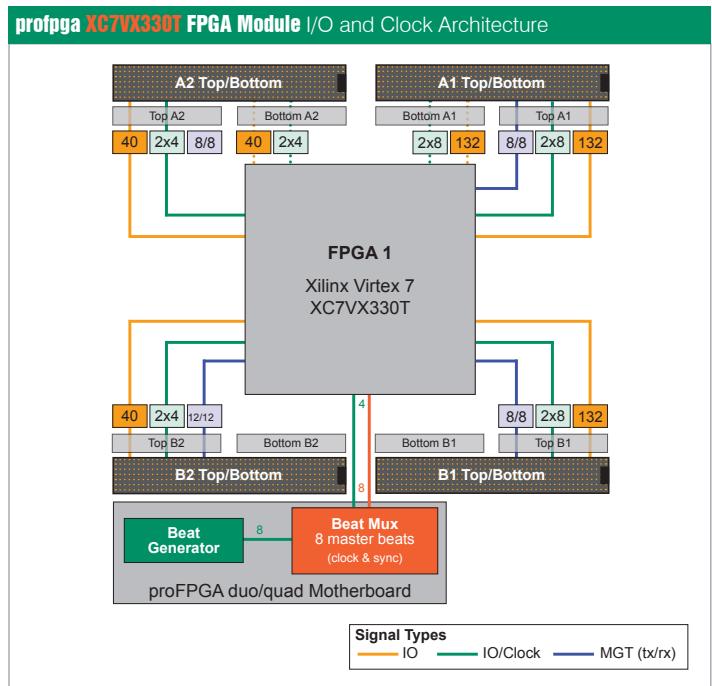 profpga XC7VX330T FPGA Module I/O and Clock Architecture
A2 Top/Bottom
A1 Top/Bottom
Top A2
Bottom A2
Bottom A1
Top A1
40
2x4
8/8
40
2x4
2x8
132
8/8
2x8
132
FPGA 1
Xilinx Virtex 7
XC7VX330T
40
2x4
12/12
4
8/8
2x8
132
Top B2
Bottom B2
Bottom B1
Top B1
B2 Top/Bottom
8
B1 Top/Bottom
Beat
Generator
8
Beat Mux
8 master beats
(clock & sync)
proFPGA duo/quad Motherboard
Signal Types
IO
IO/Clock
MGT (tx/rx)